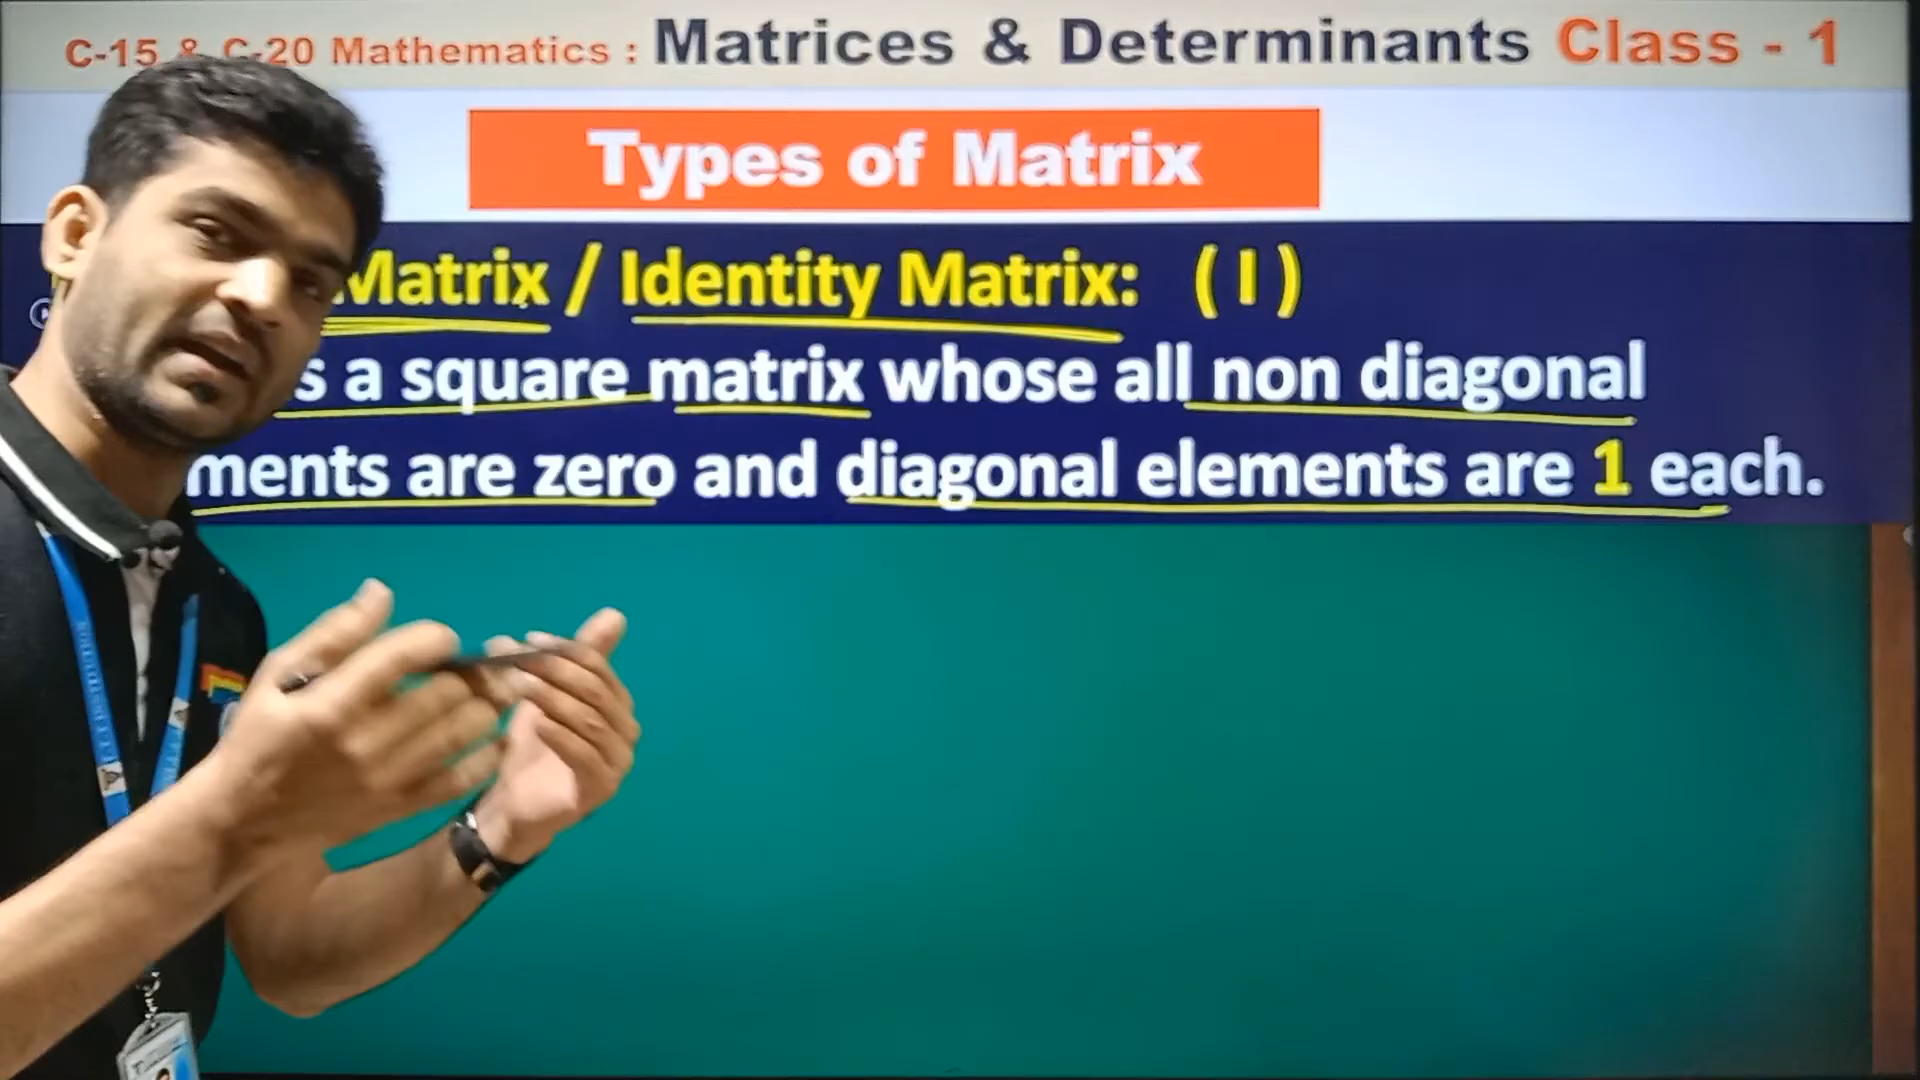 C-15 & C-20 Mathematics : Matrices & Determinants Class - 1
Types of Matrix
Matrix / Identity Matrix: ( I )
s a square matrix whose all non diagonal
ments are zero and diagonal elements are 1 each.